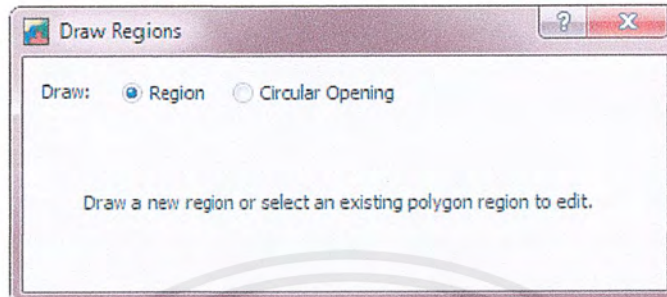 Draw Regions
Draw: Region Circular Opening
Draw a new region or select an existing polygon region to edit.